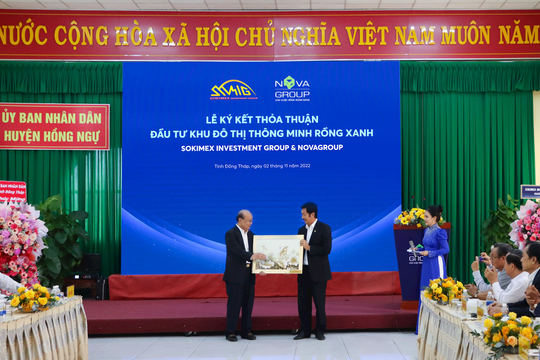 NƯỚC CỘNG HÒA XÃ HỘI CHỦ NGHĨA VIỆT NAM MUÔN NĂM
ỦY BAN NHÂN DÂN
HUYỆN HỒNG NGỰ
NOVA
GROUP
LỄ KÝ KẾT THỎA THUẬN
ĐẦU TƯ KHU ĐÔ THỊ THÔNG MINH RỒNG XANH
SOKIMEX INVESTMENT GROUP & NOVAGROUP
Tỉnh Đồng Tháp, ngày 02 tháng 11 năm 2022